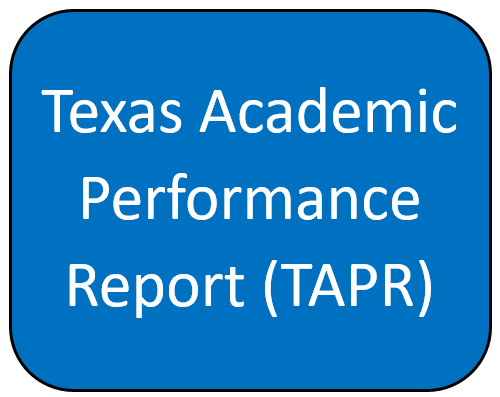 Texas Academic
Performance
Report (TAPR)